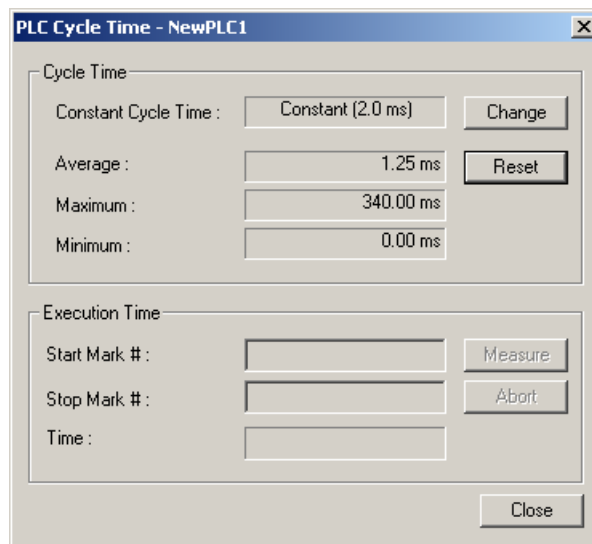 PLC Cycle Time - NewPLC1
Cycle Time
Constant Cycle Time : Constant (2.0 ms) Change
Average : 1.25 ms Reset
Maximum : 340.00 ms
Minimum : 0.00 ms
Execution Time
Start Mark # : Measure
Stop Mark # : Abort
Time :
Close